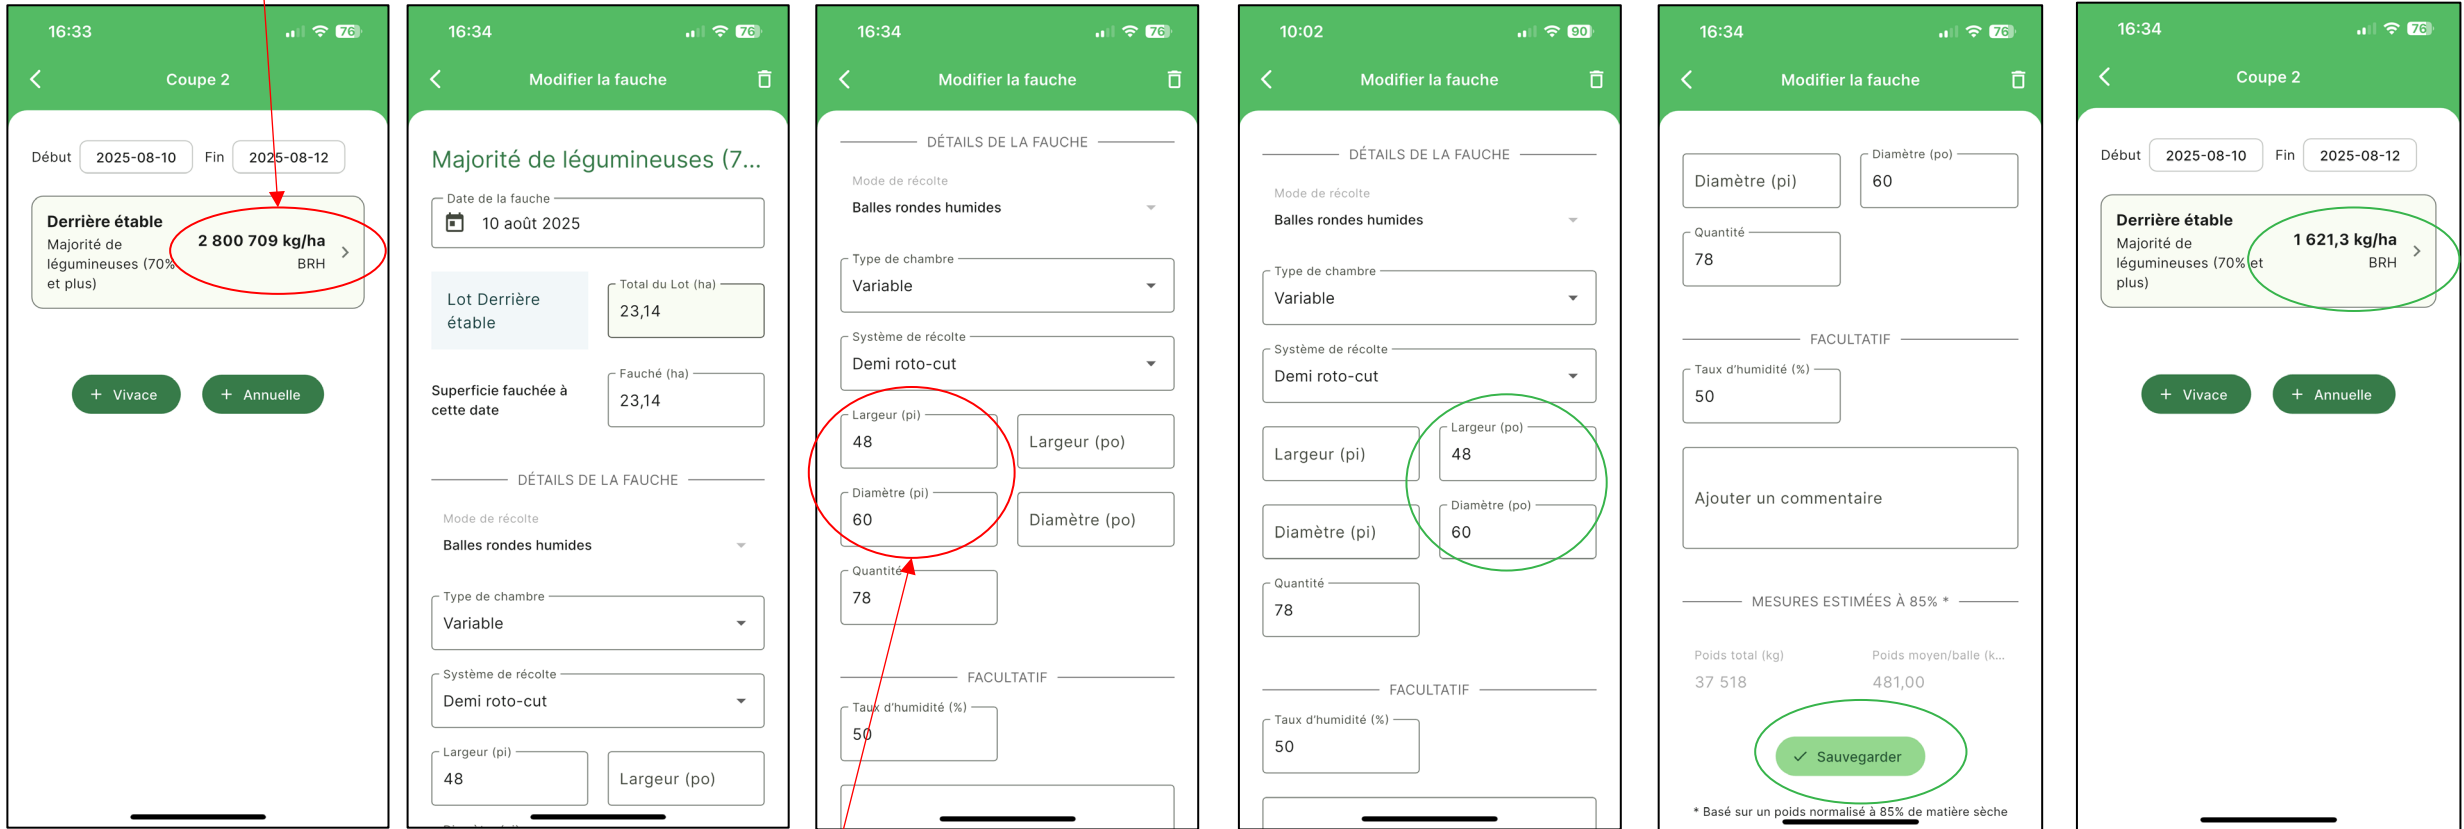 16:33
76
Coupe 2
Début
2025-08-10
Fin
2025-08-12
Derrière étable
Majorité de
légumineuses (70%
et plus)
2 800 709 kg/ha
BRH
+ Vivace
+ Annuelle
16:34
76
Modifier la fauche
Majorité de légumineuses (7...
Date de la fauche
10 août 2025
Lot Derrière
étable
Total du Lot (ha)
23,14
Superficie fauchée à
cette date
Fauché (ha)
23,14
DÉTAILS DE LA FAUCHE
Mode de récolte
Balles rondes humides
Type de chambre
Variable
Système de récolte
Demi roto-cut
Largeur (pi)
48
Largeur (po)
16:34
76
Modifier la fauche
DÉTAILS DE LA FAUCHE
Mode de récolte
Balles rondes humides
Type de chambre
Variable
Système de récolte
Demi roto-cut
Largeur (pi)
48
Largeur (po)
Diamètre (pi)
60
Diamètre (po)
Quantité
78
FACULTATIF
Taux d'humidité (%)
50
10:02
90
Modifier la fauche
DÉTAILS DE LA FAUCHE
Mode de récolte
Balles rondes humides
Type de chambre
Variable
Système de récolte
Demi roto-cut
Largeur (pi)
Largeur (po)
48
Diamètre (pi)
Diamètre (po)
60
Quantité
78
FACULTATIF
Taux d'humidité (%)
50
16:34
76
Modifier la fauche
Diamètre (pi)
Diamètre (po)
60
Quantité
78
FACULTATIF
Taux d'humidité (%)
50
Ajouter un commentaire
MESURES ESTIMÉES À 85% *
Poids total (kg)
37 518
Poids moyen/balle (k...
481,00
Sauvegarder
* Basé sur un poids normalisé à 85% de matière sèche
16:34
76
Coupe 2
Début
2025-08-10
Fin
2025-08-12
Derrière étable
Majorité de
légumineuses (70% et
plus)
1 621,3 kg/ha
BRH
+ Vivace
+ Annuelle